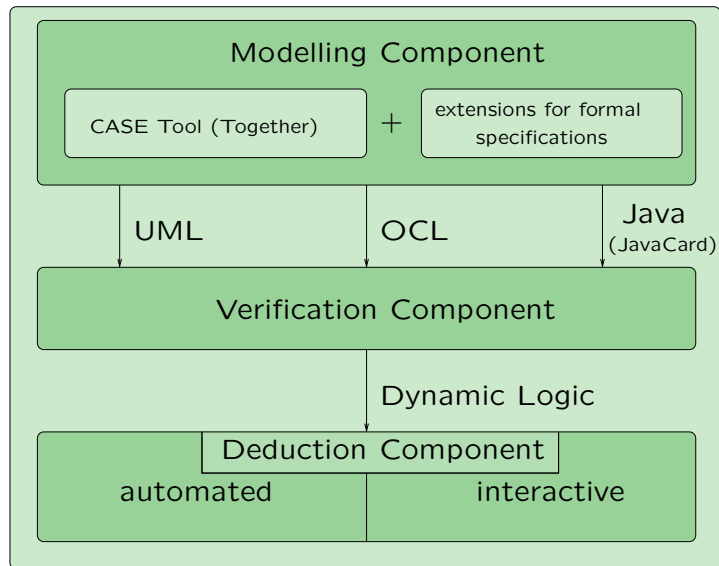 Modelling Component
CASE Tool (Together)
+
extensions for formal
specifications
UML
OCL
Java
(JavaCard)
Verification Component
Dynamic Logic
Deduction Component
automated
interactive